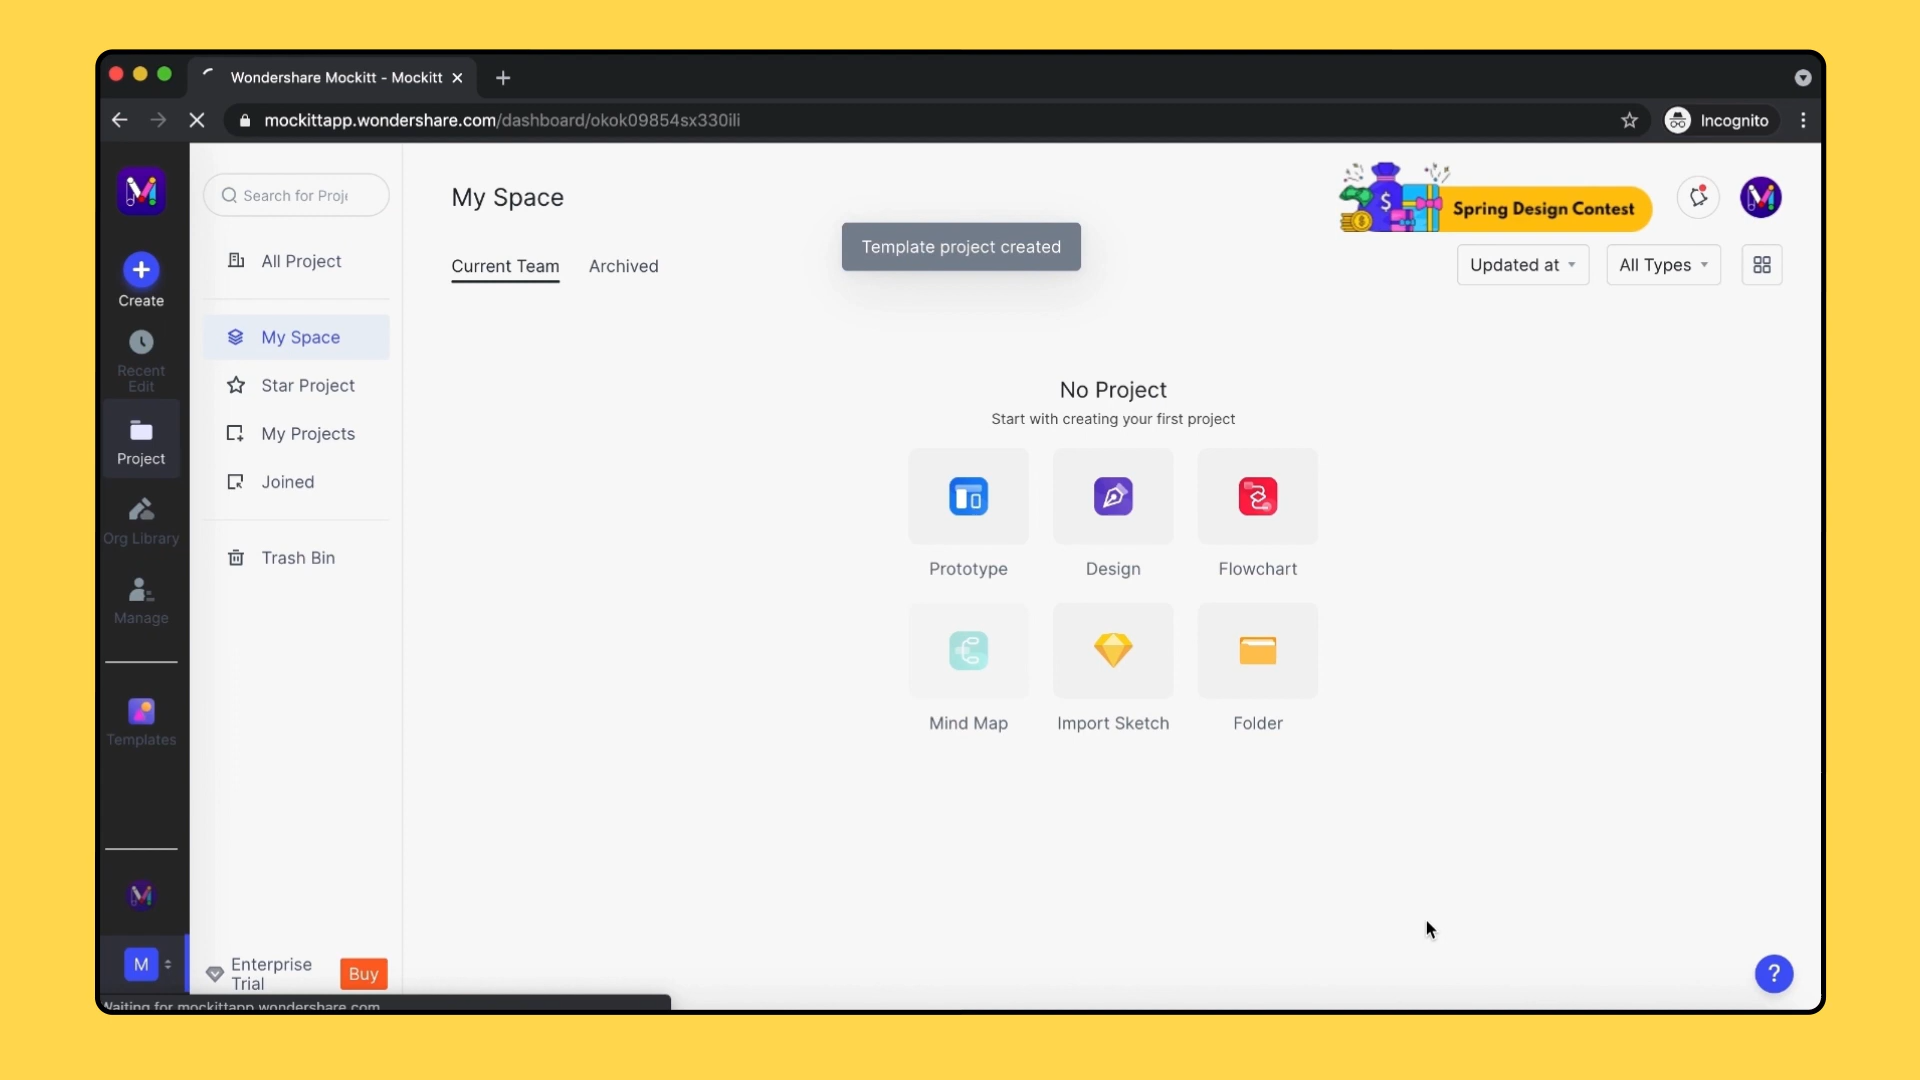 Wondershare Mockitt - Mockitt
mockittapp.wondershare.com/dashboard/okok09854sx330ili
Incognito
Create
Recent
Edit
Project
Org Library
Manage
Templates
M
Search for Proj
All Project
My Space
Star Project
My Projects
Joined
Trash Bin
Enterprise
Trial
Buy
Waiting for mockittapp.wondershare.com
My Space
Spring Design Contest
Template project created
Current Team
Archived
Updated at
All Types
No Project
Start with creating your first project
Prototype
Design
Flowchart
Mind Map
Import Sketch
Folder
?